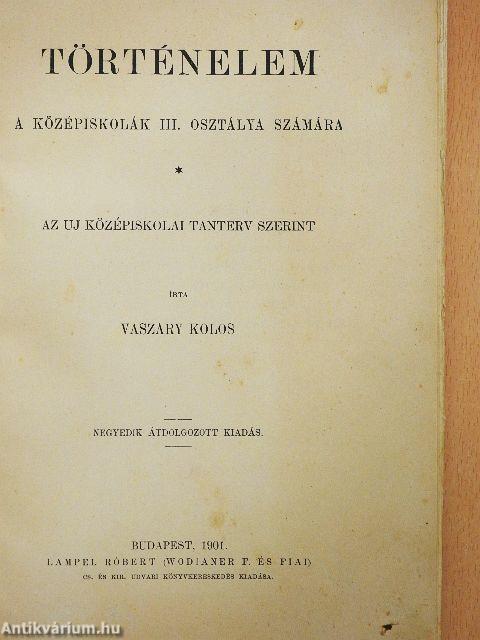 TÖRTÉNELEM
A KÖZÉPISKOLÁK III. OSZTÁLYA SZÁMÁRA
*
AZ UJ KÖZÉPISKOLAI TANTERV SZERINT
IRTA
VASZARY KOLOS
NEGYEDIK ÁTDOLGOZOTT KIADÁS.
BUDAPEST, 1901.
LAMPEL RÓBERT (WODIANER F. ÉS FIAI)
CS. ÉS KIR. UDVARI KÖNYVKERESKEDÉS KIADÁSA.
Antikvárium.hu